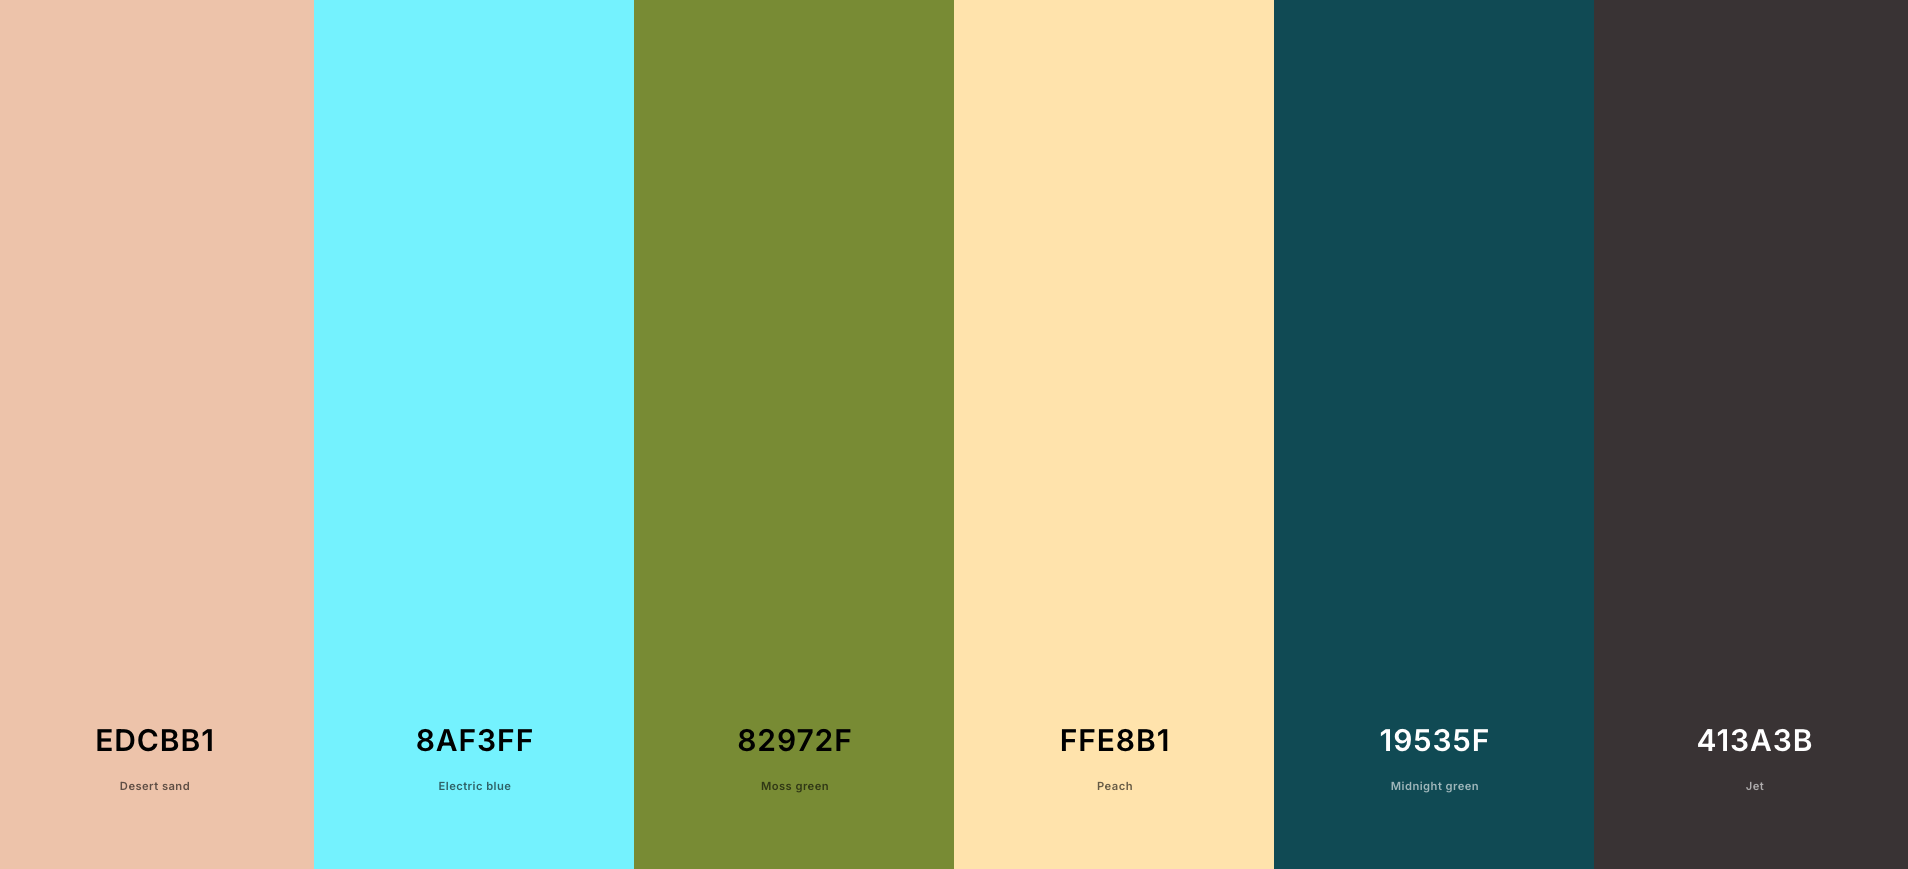 EDCBB1
Desert sand
8AF3FF
Electric blue
82972F
Moss green
FFE8B1
Peach
19535F
Midnight green
413A3B
Jet